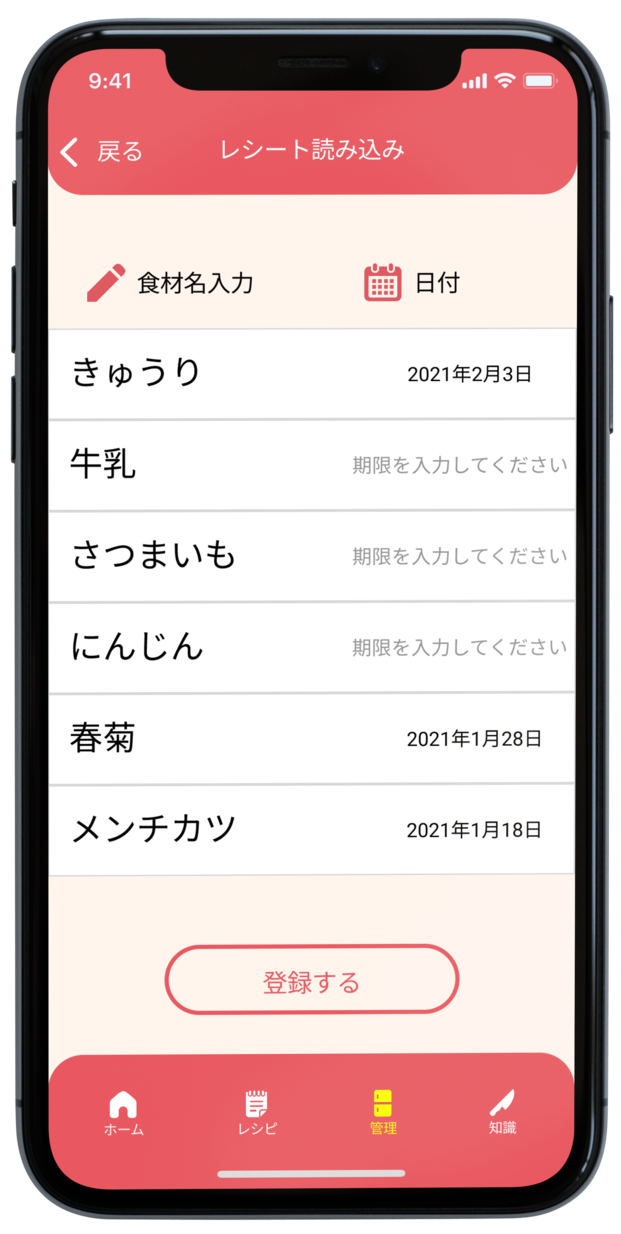 9:41
戻る レシート読み込み
食材名入力 日付
きゅうり 2021年2月3日
牛乳 期限を入力してください
さつまいも 期限を入力してください
にんじん 期限を入力してください
春菊 2021年1月28日
メンチカツ 2021年1月18日
登録する
ホーム レシピ 管理 知識